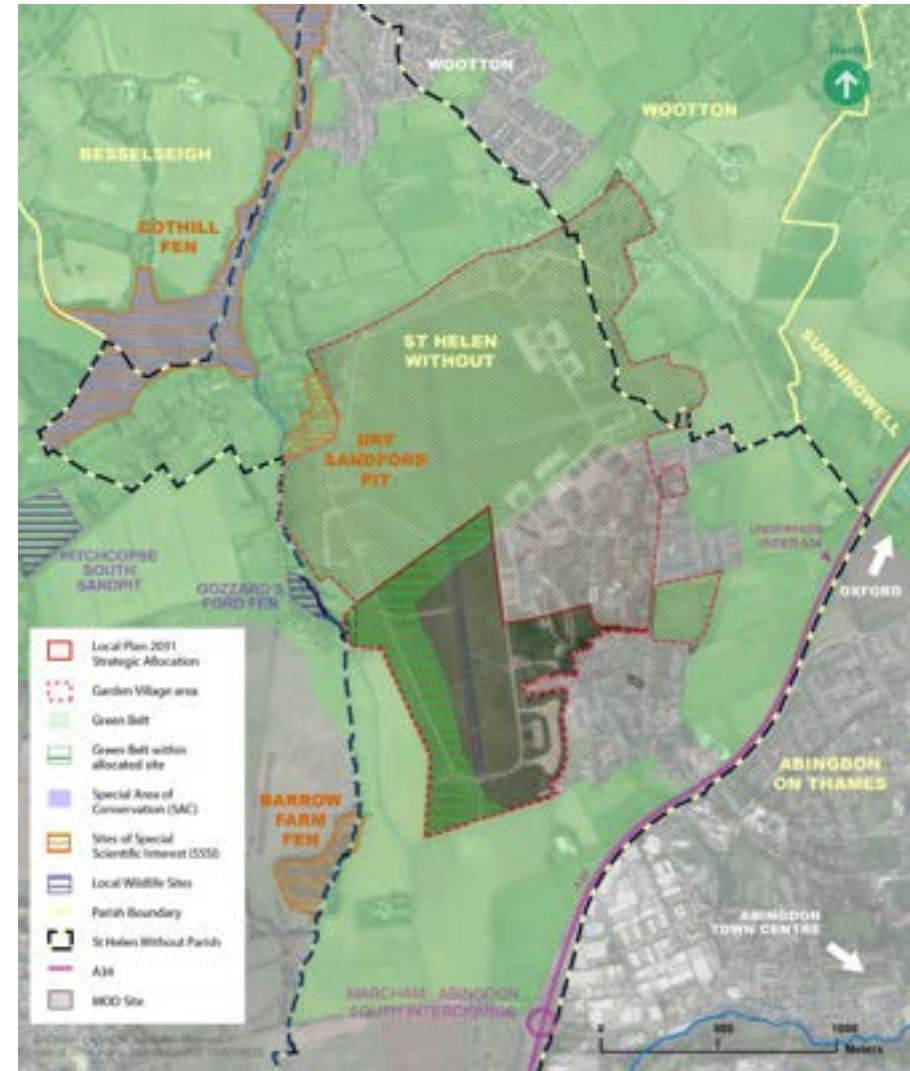 North
WOOTTON
WOOTTON
BESSELSEIGH
COTHILL
FEN
ST HELEN
WITHOUT
SUNNINGWELL
DRY
SANDFORD
PIT
HITCHCOPSE
SOUTH
SANDPIT
GOZZARD'S
FORD FEN
UNDERPASS
UNDER A34
OXFORD
Local Plan 2031
Strategic Allocation
Garden Village area
Green Belt
Green Belt within
allocated site
Special Area of
Conservation (SAC)
Sites of Special
Scientific Interest (SSSI)
Local Wildlife Sites
Parish Boundary
St Helen Without Parish
A34
MOD Site
BARROW
FARM
FEN
ABINGDON
ON THAMES
A34
ABINGDON
TOWN CENTRE
MARCHAM ABINGDON
SOUTH INTERCHANGE
0 500 1000
Meters